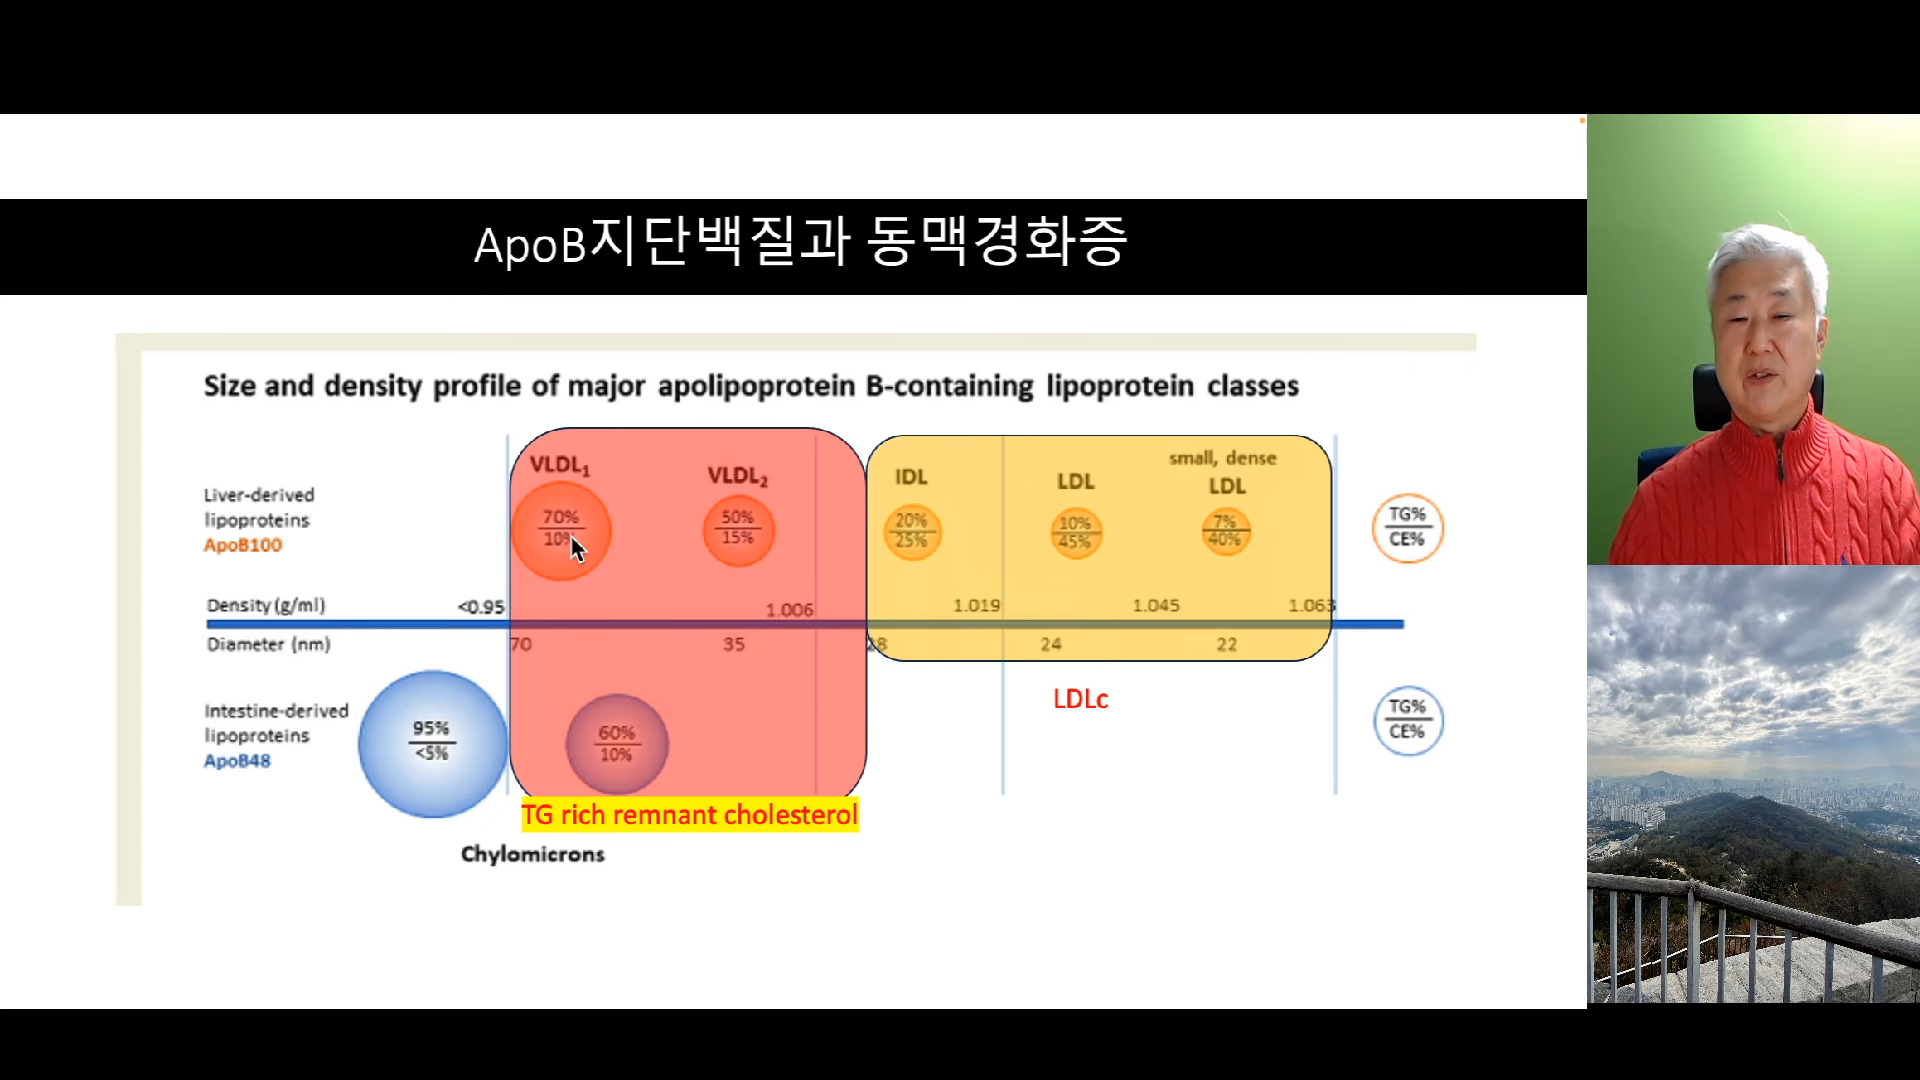 ApoB지단백질과 동맥경화증
Size and density profile of major apolipoprotein B-containing lipoprotein classes
VLDL1
VLDL2
IDL
LDL
small, dense
LDL
Liver-derived
lipoproteins
ApoB100
70%
10%
50%
15%
20%
25%
10%
45%
7%
40%
TG%
CE%
Density (g/ml)
<0.95
1.006
1.019
1.045
1.063
Diameter (nm)
70
35
28
24
22
LDLc
Intestine-derived
lipoproteins
ApoB48
95%
<5%
60%
10%
TG%
CE%
TG rich remnant cholesterol
Chylomicrons